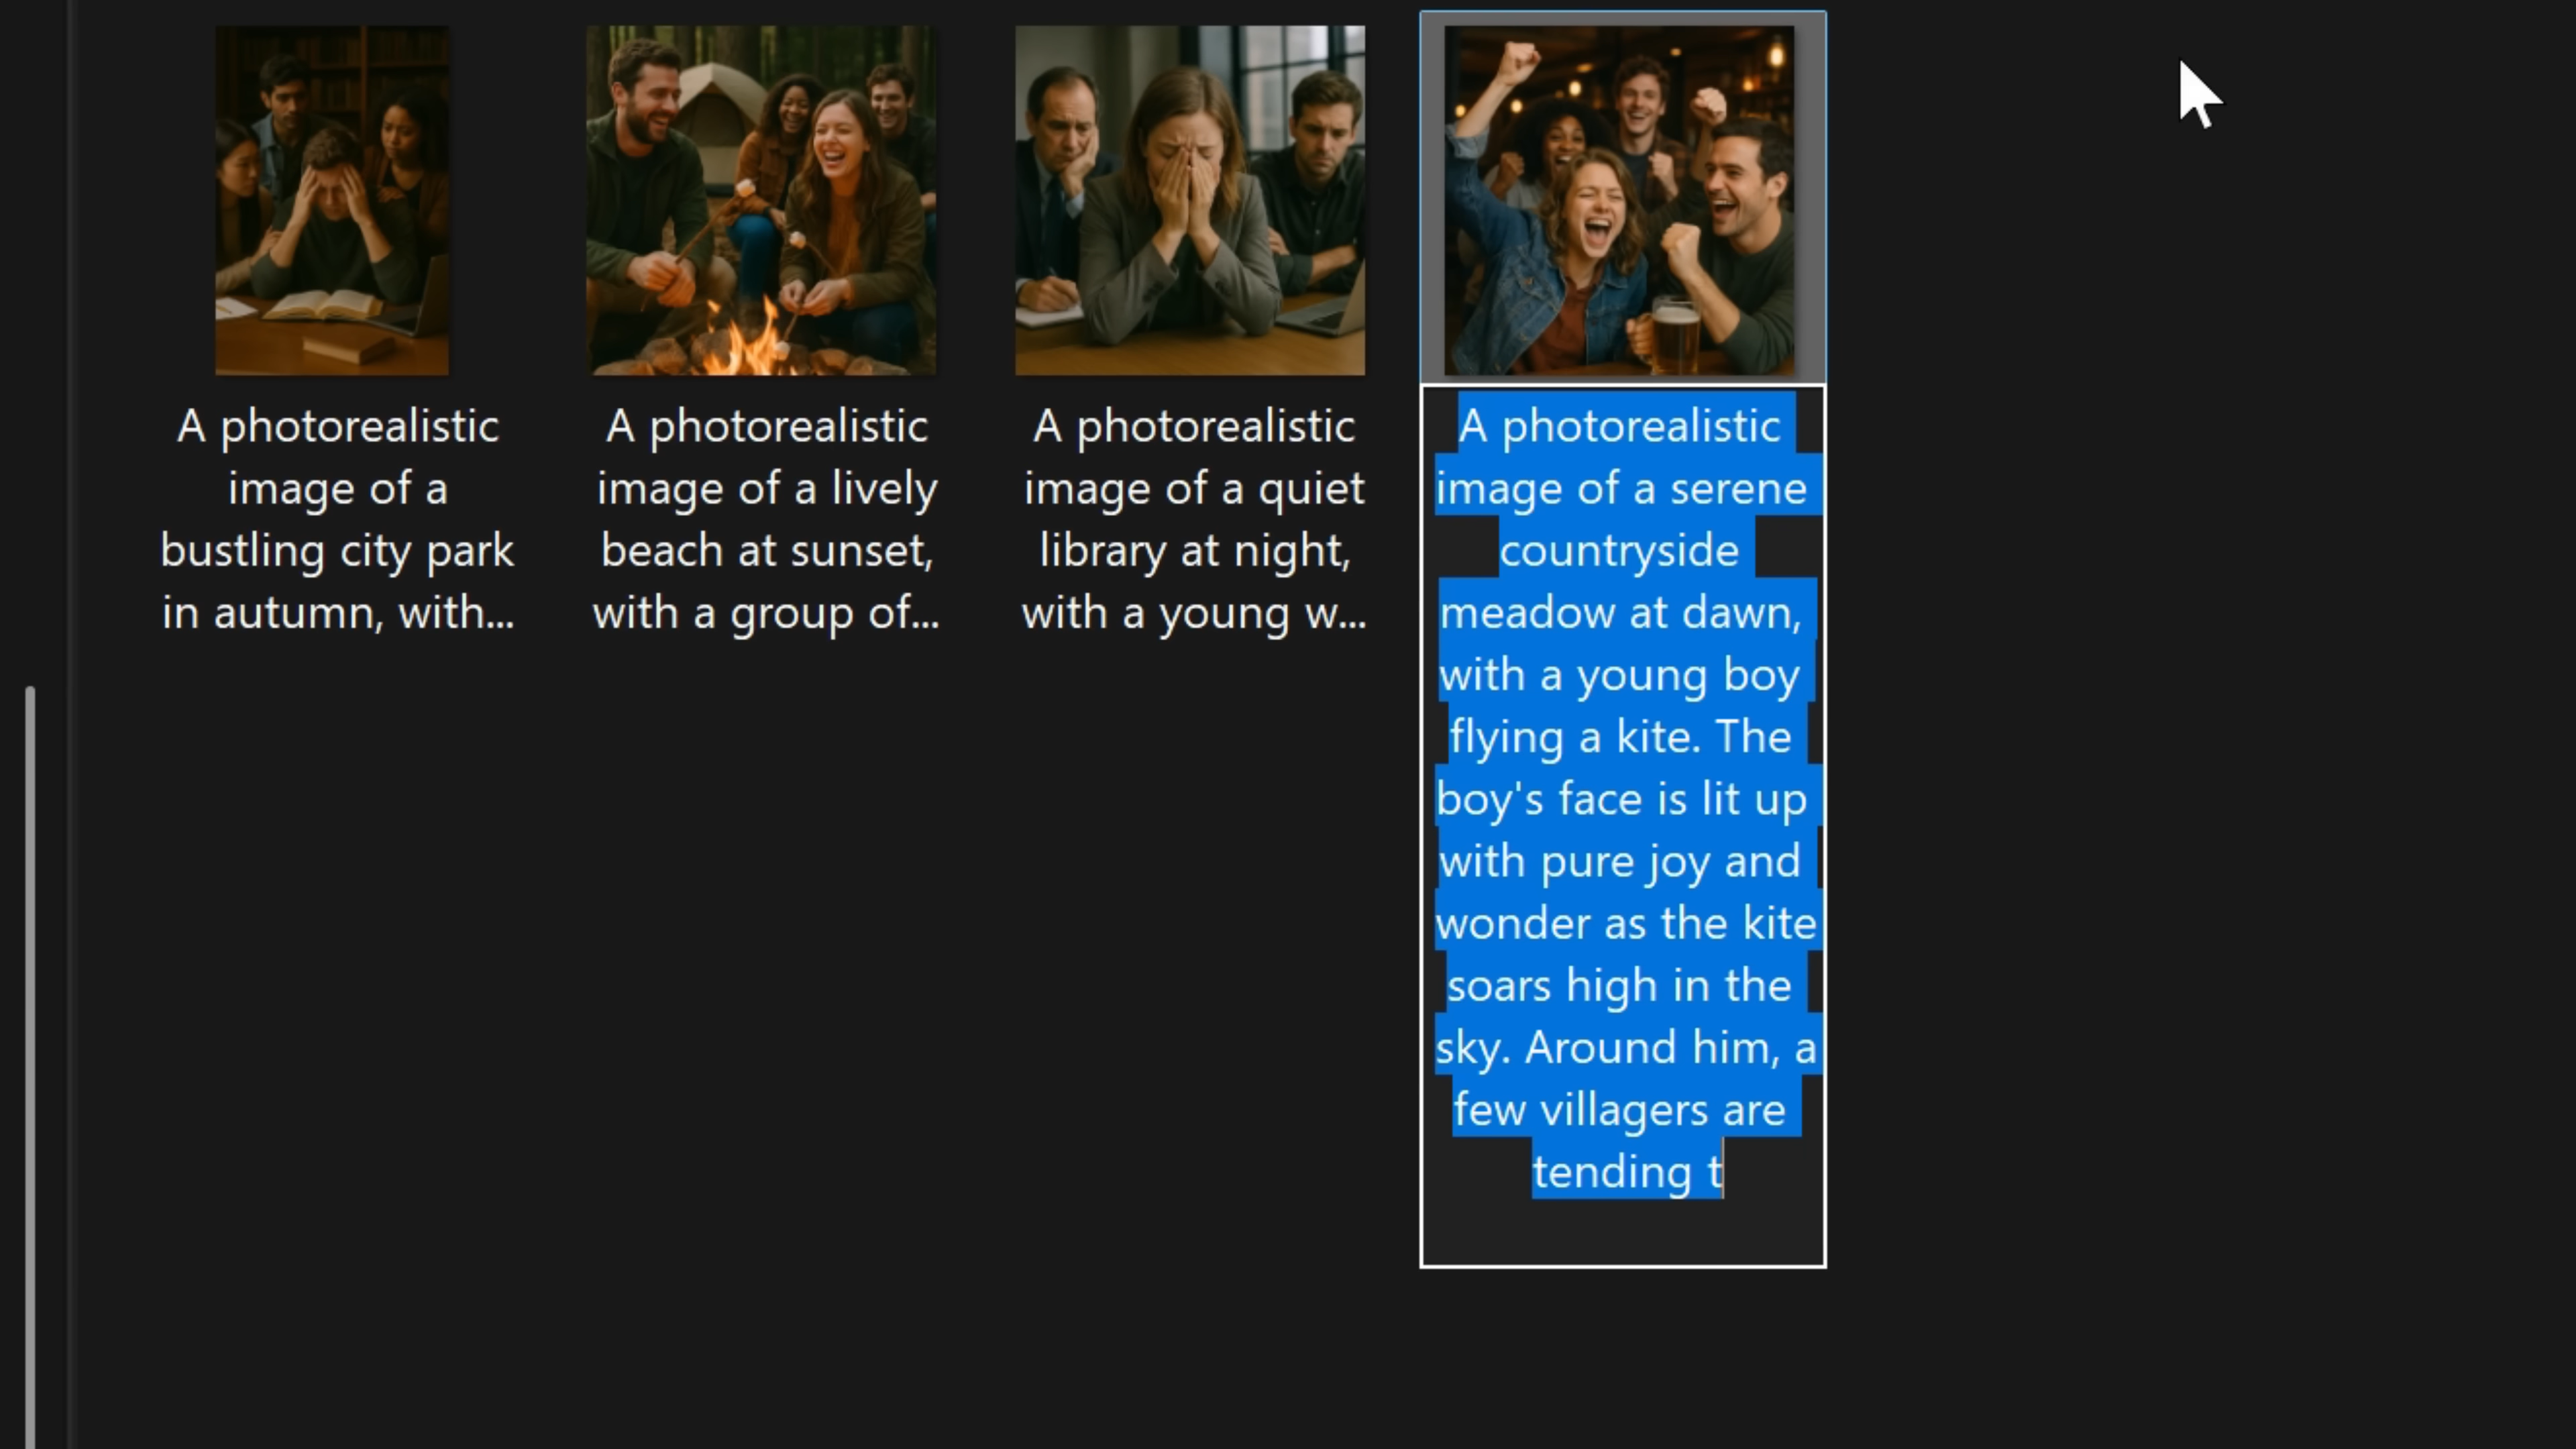 A photorealistic
image of a
bustling city park
in autumn, with...
A photorealistic
image of a lively
beach at sunset,
with a group of...
A photorealistic
image of a quiet
library at night,
with a young w...
A photorealistic
image of a serene
countryside
meadow at dawn,
with a young boy
flying a kite. The
boy's face is lit up
with pure joy and
wonder as the kite
soars high in the
sky. Around him, a
few villagers are
tending t